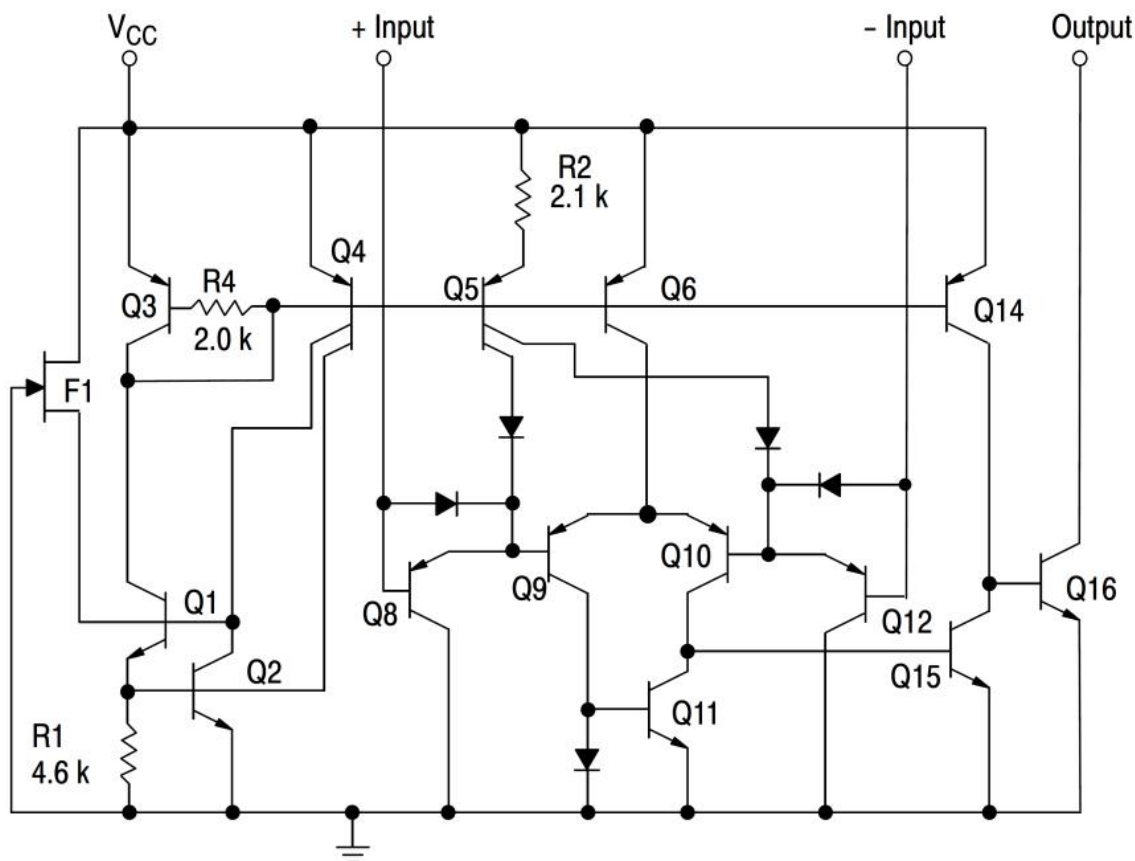 VCC
+ Input
– Input
Output
R2
2.1 k
Q4
R4
Q3
2.0 k
Q5
Q6
Q14
F1
Q1
Q8
Q9
Q10
Q12
Q16
Q2
Q15
Q11
R1
4.6 k